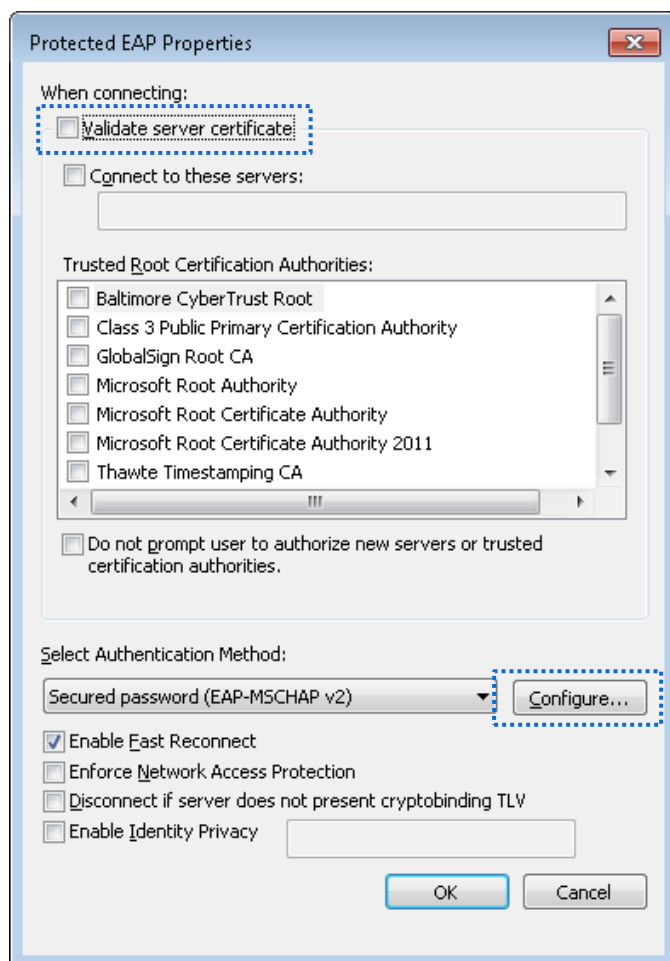 Protected EAP Properties
When connecting:
Validate server certificate
Connect to these servers:
Trusted Root Certification Authorities:
Baltimore CyberTrust Root
Class 3 Public Primary Certification Authority
GlobalSign Root CA
Microsoft Root Authority
Microsoft Root Certificate Authority
Microsoft Root Certificate Authority 2011
Thawte Timestamping CA
Do not prompt user to authorize new servers or trusted
certification authorities.
Select Authentication Method:
Secured password (EAP-MSCHAP v2)
Configure...
Enable Fast Reconnect
Enforce Network Access Protection
Disconnect if server does not present cryptobinding TLV
Enable Identity Privacy
OK
Cancel